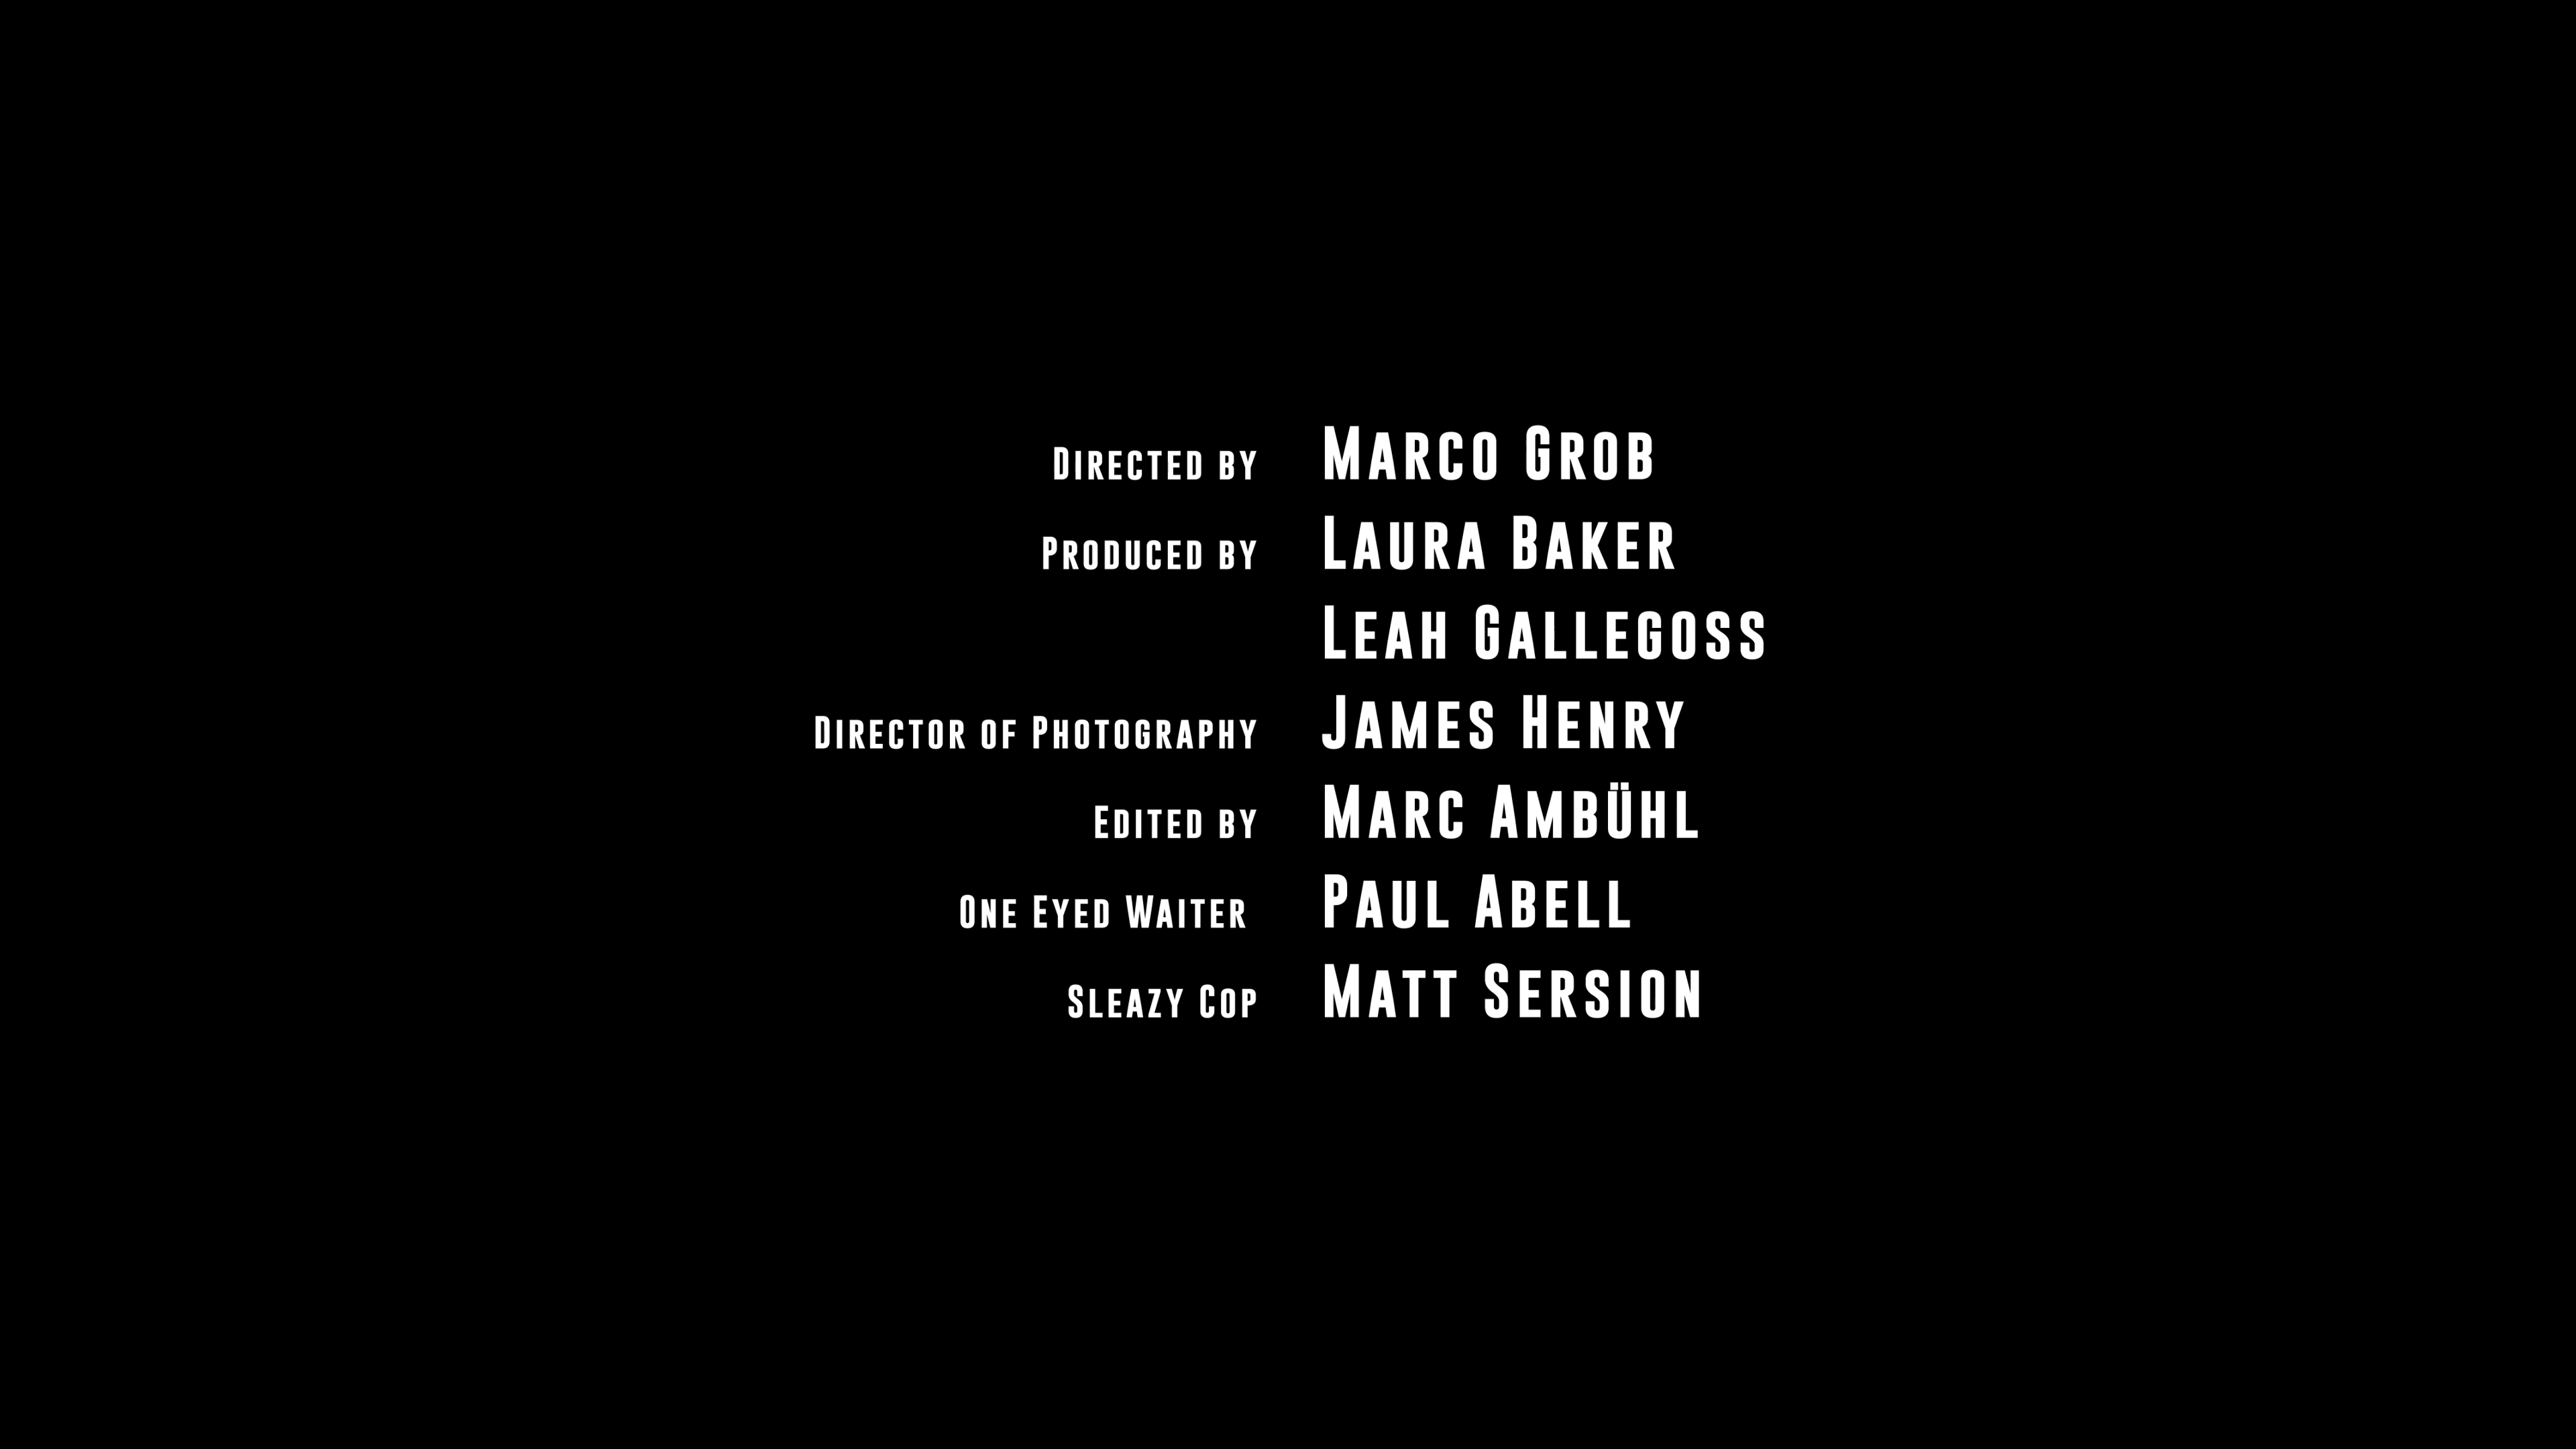 Directed by Marco Grob
Produced by Laura Baker
Leah Gallegoss
Director of Photography James Henry
Edited by Marc Ambühl
One Eyed Waiter Paul Abell
Sleazy Cop Matt Sersion